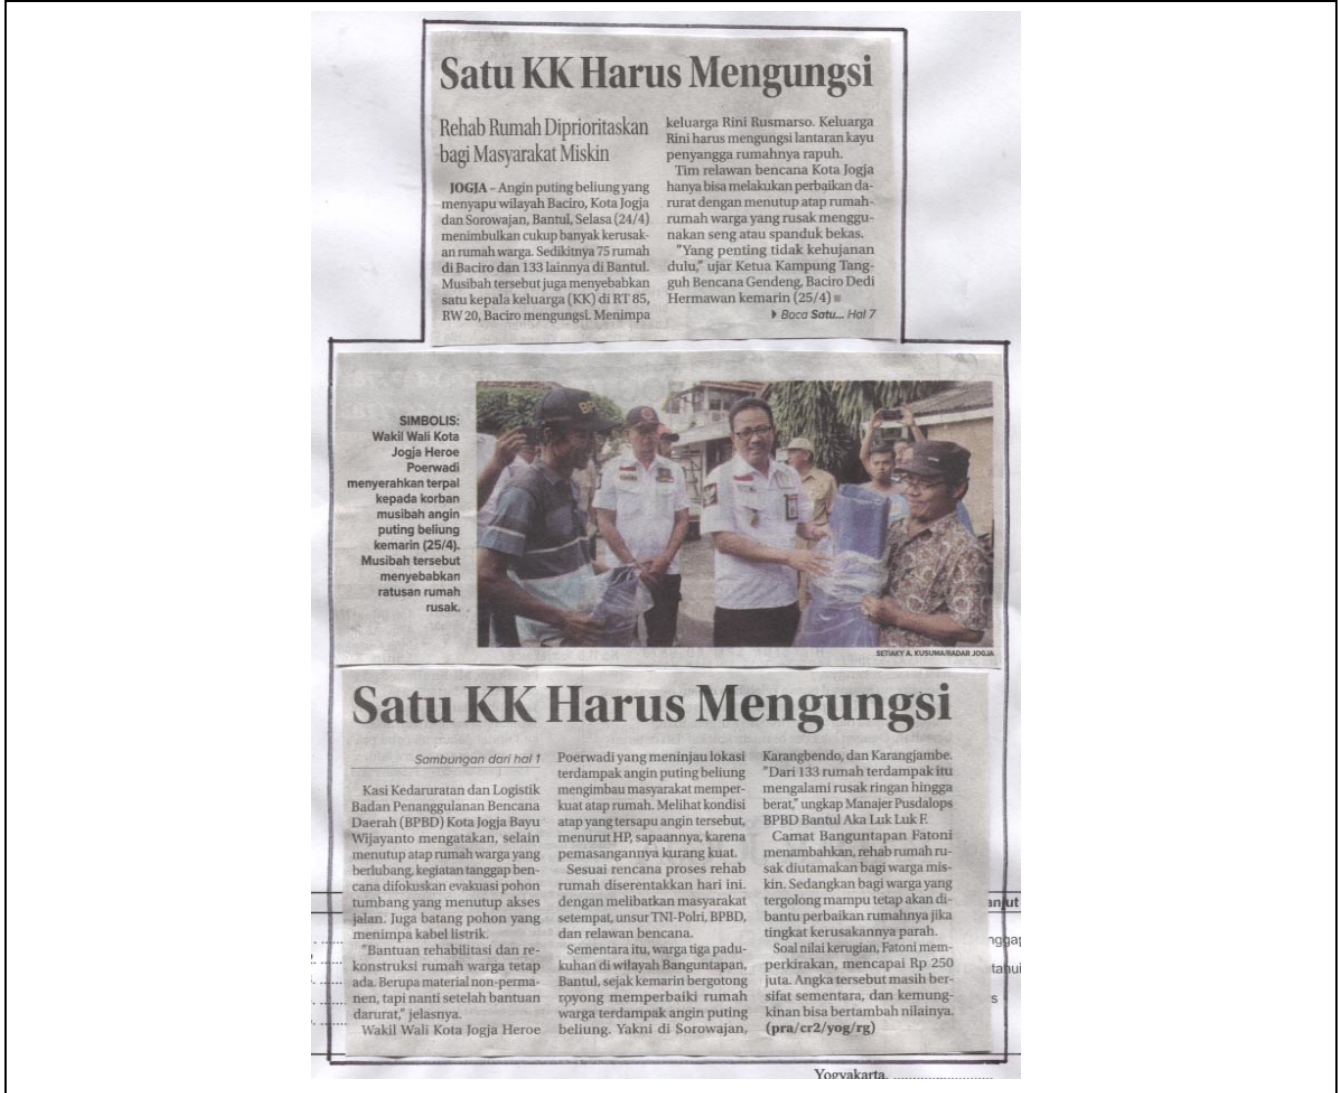 Satu KK Harus Mengungsi
Rehab Rumah Diprioritaskan
bagi Masyarakat Miskin
JOGJA – Angin puting beliung yang
menyapu wilayah Baciro, Kota Jogja
dan Sorowajan, Bantul, Selasa (24/4)
menimbulkan cukup banyak kerusak-
an rumah warga. Sedikitnya 75 rumah
di Baciro dan 133 lainnya di Bantul.
Musibah tersebut juga menyebabkan
satu kepala keluarga (KK) di RT 85,
RW 20, Baciro mengungsi. Menimpa
keluarga Rini Rusmarso. Keluarga
Rini harus mengungsi lantaran kayu
penyangga rumahnya rapuh.
Tim relawan bencana Kota Jogja
hanya bisa melakukan perbaikan da-
rurat dengan menutup atap rumah-
rumah warga yang rusak menggu-
nakan seng atau spanduk bekas.
"Yang penting tidak kehujanan
dulu," ujar Ketua Kampung Tang-
guh Bencana Gendeng, Baciro Dedi
Hermawan kemarin (25/4) ■
Baca Satu... Hal 7
SIMBOLIS:
Wakil Wali Kota
Jogja Heroe
Poerwadi
menyerahkan terpal
kepada korban
musibah angin
puting beliung
kemarin (25/4).
Musibah tersebut
menyebabkan
ratusan rumah
rusak.
SETIAKY A. KUSUMA/RADAR JOGJA
Satu KK Harus Mengungsi
Sambungan dari hal 1
Kasi Kedaruratan dan Logistik
Badan Penanggulanan Bencana
Daerah (BPBD) Kota Jogja Bayu
Wijayanto mengatakan, selain
menutup atap rumah warga yang
berlubang, kegiatan tanggap ben-
cana difokuskan evakuasi pohon
tumbang yang menutup akses
jalan. Juga batang pohon yang
menimpa kabel listrik.
"Bantuan rehabilitasi dan re-
konstruksi rumah warga tetap
ada. Berupa material non-perma-
nen, tapi nanti setelah bantuan
darurat," jelasnya.
Wakil Wali Kota Jogja Heroe
Poerwadi yang meninjau lokasi
terdampak angin puting beliung
mengimbau masyarakat memper-
kuat atap rumah. Melihat kondisi
atap yang tersapu angin tersebut,
menurut HP, sapaannya, karena
pemasangannya kurang kuat.
Sesuai rencana proses rehab
rumah diserentakkan hari ini.
dengan melibatkan masyarakat
setempat, unsur TNI-Polri, BPBD,
dan relawan bencana.
Sementara itu, warga tiga padu-
kuhan di wilayah Banguntapan,
Bantul, sejak kemarin bergotong
royong memperbaiki rumah
warga terdampak angin puting
beliung. Yakni di Sorowajan,
Karangbendo, dan Karangjambe.
"Dari 133 rumah terdampak itu
mengalami rusak ringan hingga
berat," ungkap Manajer Pusdalops
BPBD Bantul Aka Luk Luk F.
Camat Banguntapan Fatoni
menambahkan, rehab rumah ru-
sak diutamakan bagi warga mis-
kin. Sedangkan bagi warga yang
tergolong mampu tetap akan di-
bantu perbaikan rumahnya jika
tingkat kerusakannya parah.
Soal nilai kerugian, Fatoni mem-
perkirakan, mencapai Rp 250
juta. Angka tersebut masih ber-
sifat sementara, dan kemung-
kinan bisa bertambah nilainya.
(pra/cr2/yog/rg)
Yogyakarta, ........................